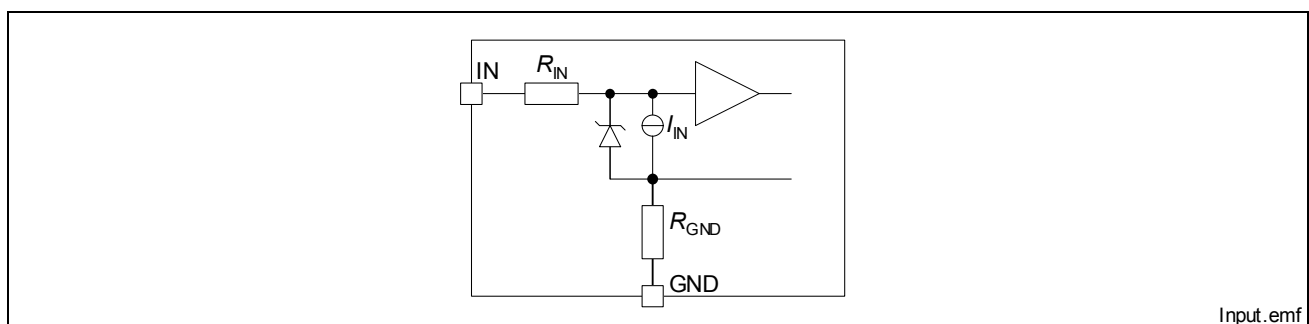 IN
RIN
IIN
RGND
GND
Input.emf